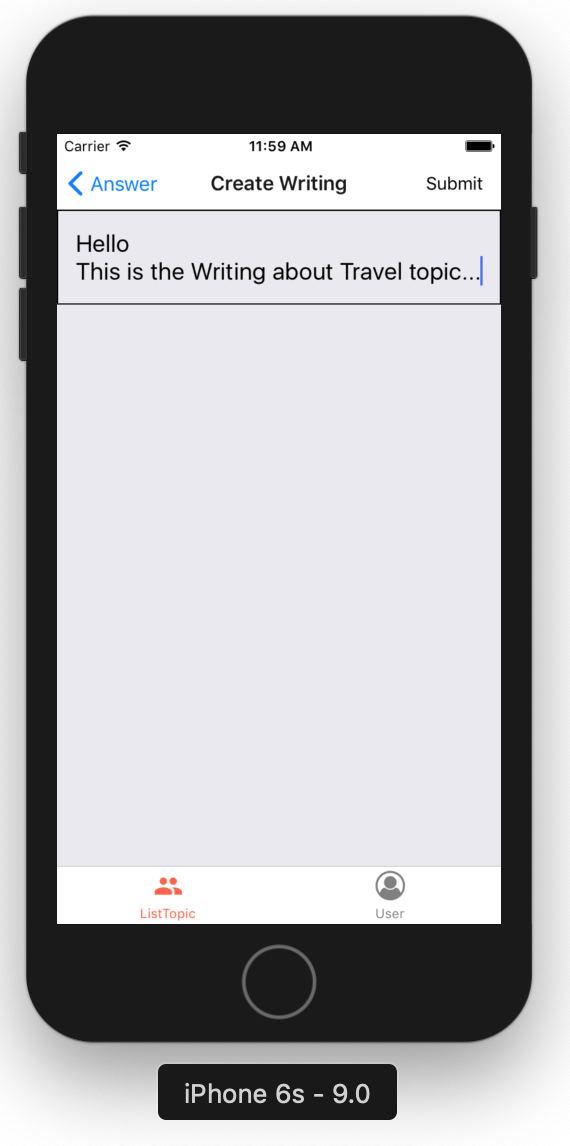 Carrier 11:59 AM
Answer Create Writing Submit
Hello
This is the Writing about Travel topic...
ListTopic User
iPhone 6s - 9.0